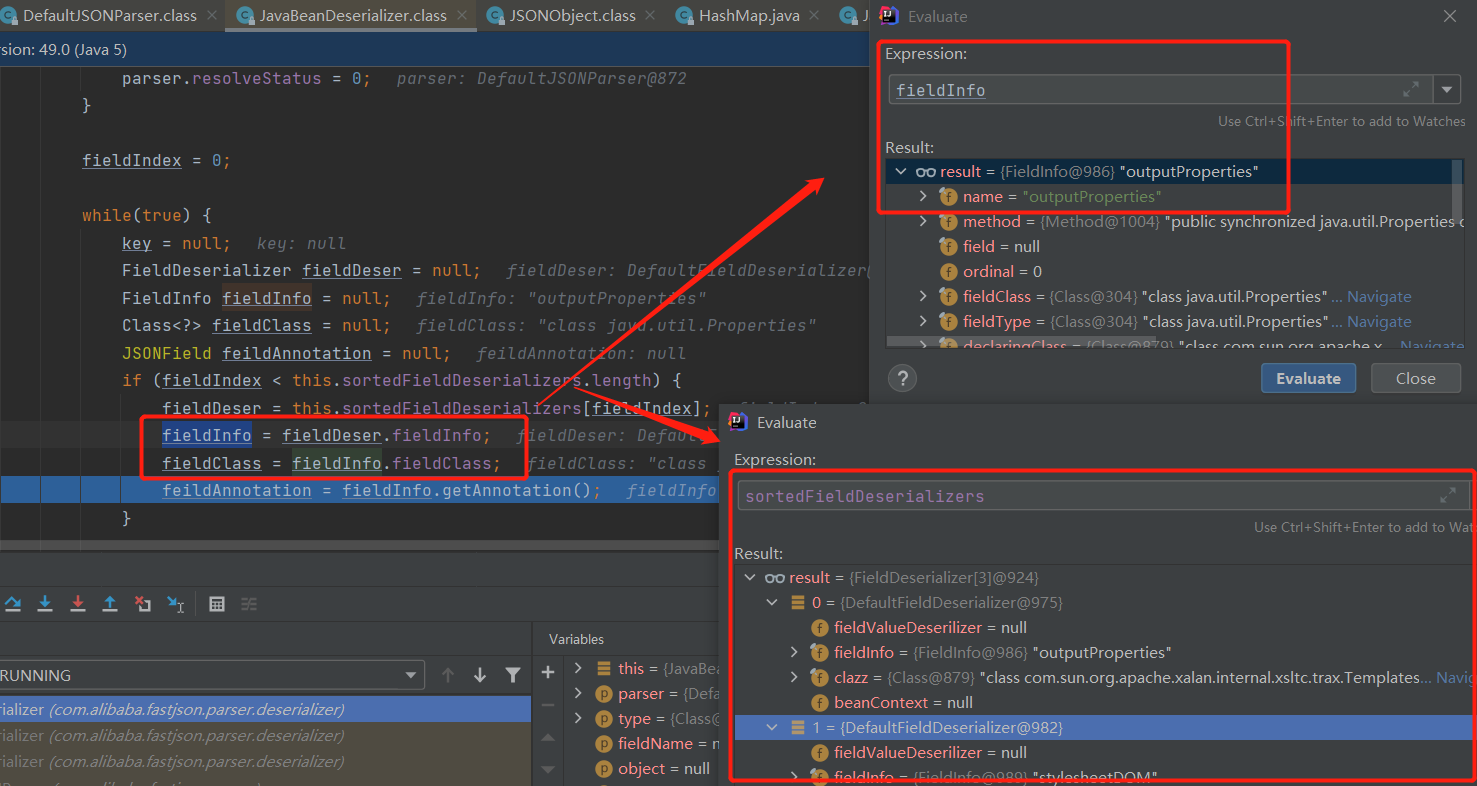 DefaultJSONParser.class
JavaBeanDeserializer.class
JSONObject.class
HashMap.java
rsion: 49.0 (Java 5)
parser.resolveStatus = 0; parser: DefaultJSONParser@872
}
fieldIndex = 0;
while(true) {
key = null; key: null
FieldDeserializer fieldDeser = null; fieldDeser: DefaultFieldDeserializer@
FieldInfo fieldInfo = null; fieldInfo: "outputProperties"
Class<?> fieldClass = null; fieldClass: "class java.util.Properties"
JSONField feildAnnotation = null; feildAnnotation: null
if (fieldIndex < this.sortedFieldDeserializers.length) {
fieldDeser = this.sortedFieldDeserializers[fieldIndex];
fieldInfo = fieldDeser.fieldInfo; fieldDeser: Default
fieldClass = fieldInfo.fieldClass; fieldClass: "class
feildAnnotation = fieldInfo.getAnnotation(); fieldInfo
}
Evaluate
Expression:
fieldInfo
Use Ctrl+Shift+Enter to add to Watches
Result:
result = {FieldInfo@986} "outputProperties"
name = "outputProperties"
method = {Method@1004} "public synchronized java.util.Properties c
field = null
ordinal = 0
fieldClass = {Class@304} "class java.util.Properties" ... Navigate
fieldType = {Class@304} "class java.util.Properties" ... Navigate
declaringClass = {Class@879} "class com.sun.org.apache.x... Navigate
?
Evaluate
Close
Evaluate
Expression:
sortedFieldDeserializers
Use Ctrl+Shift+Enter to add to Wat
Result:
result = {FieldDeserializer[3]@924}
0 = {DefaultFieldDeserializer@975}
fieldValueDeserilizer = null
fieldInfo = {FieldInfo@986} "outputProperties"
clazz = {Class@879} "class com.sun.org.apache.xalan.internal.xsltc.trax.Templates... Navig
beanContext = null
1 = {DefaultFieldDeserializer@982}
fieldValueDeserilizer = null
fieldInfo = {FieldInfo@989} "stylesheetDOM"
RUNNING
rializer (com.alibaba.fastjson.parser.deserializer)
rializer (com.alibaba.fastjson.parser.deserializer)
rializer (com.alibaba.fastjson.parser.deserializer)
Variables
this = {JavaBea
parser = {Defa
type = {Class@
fieldName = n
object = null